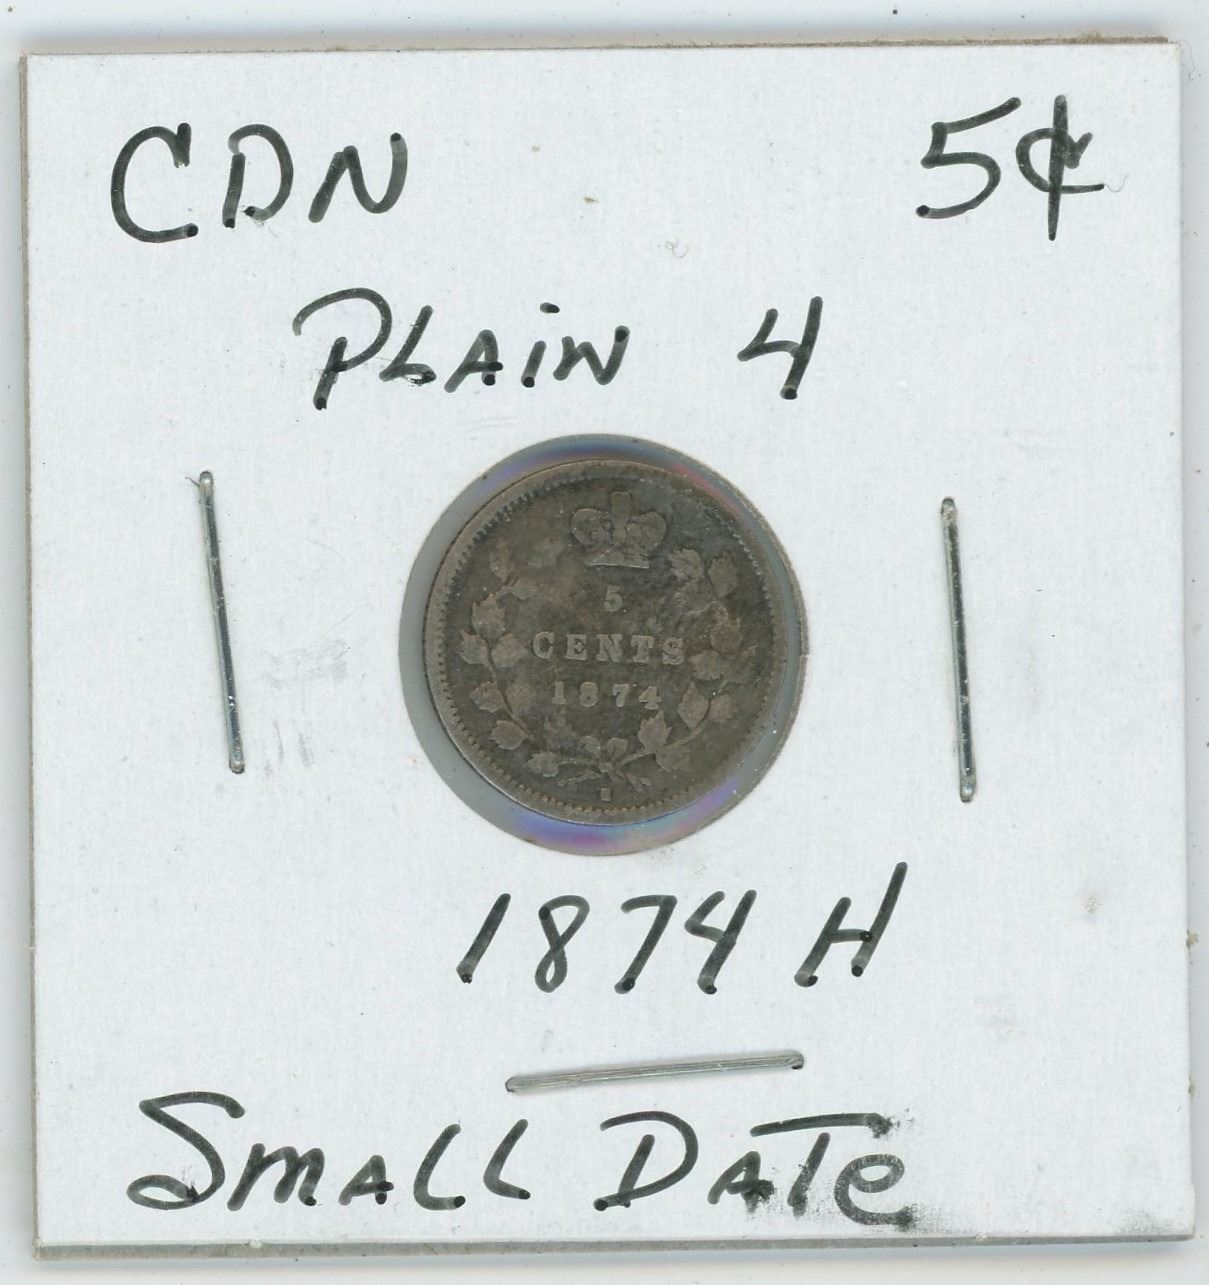 CDN 5¢
PLAiN 4
5
CENTS
1874
H
1874 H
SMALL DATe